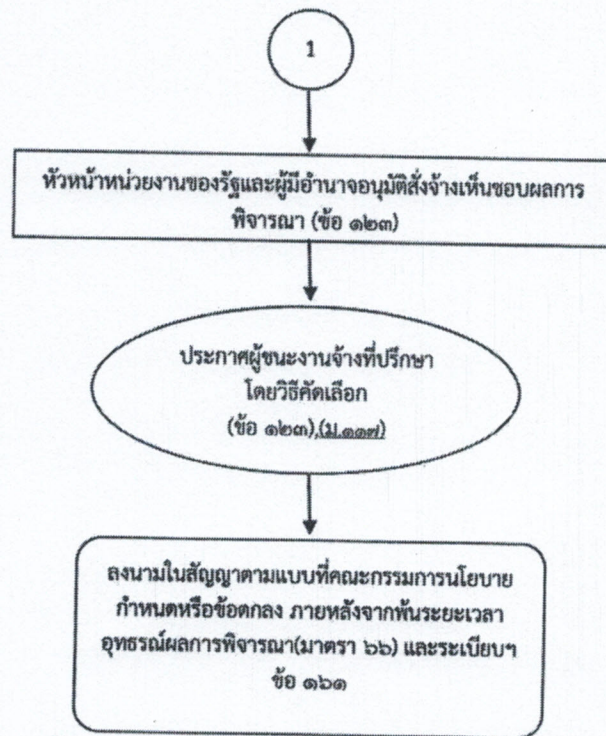 1
หัวหน้าหน่วยงานของรัฐและผู้มีอำนาจอนุมัติสั่งจ้างเห็นชอบผลการ
พิจารณา (ข้อ ๑๒๓)
ประกาศผู้ชนะงานจ้างที่ปรึกษา
โดยวิธีคัดเลือก
(ข้อ ๑๒๓),(ม.๑๑๗)
ลงนามในสัญญาตามแบบที่คณะกรรมการนโยบาย
กำหนดหรือข้อตกลง ภายหลังจากพ้นระยะเวลา
อุทธรณ์ผลการพิจารณา(มาตรา ๖๖) และระเบียบฯ
ข้อ ๑๖๑